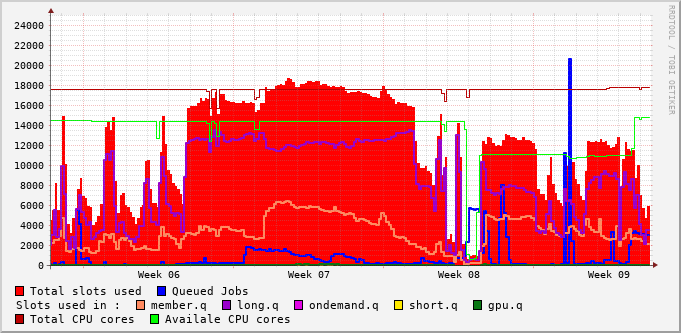 24000
22000
20000
18000
16000
14000
12000
10000
8000
6000
4000
2000
0
Week 06 Week 07 Week 08 Week 09
RRDTOOL / TOBI OETIKER
Total slots used Queued Jobs
Slots used in : member.q long.q ondemand.q short.q gpu.q
Total CPU cores Availale CPU cores